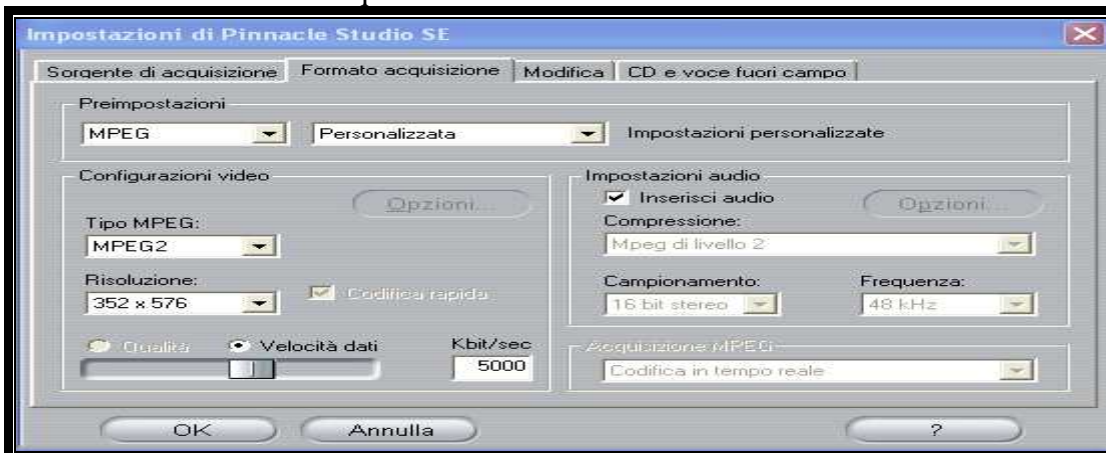 Impostazioni di Pinnacle Studio SE
Sorgente di acquisizione Formato acquisizione Modifica CD e voce fuori campo
Preimpostazioni
MPEG Personalizzata Impostazioni personalizzate
Configurazioni video
Opzioni...
Tipo MPEG:
MPEG2
Risoluzione:
352 x 576
Codifica rapida
Qualità Velocità dati Kbit/sec
5000
Impostazioni audio
Inserisci audio Opzioni...
Compressione:
Mpeg di livello 2
Campionamento: Frequenza:
16 bit stereo 48 kHz
Acquisizione MPEG
Codifica in tempo reale
OK Annulla ?